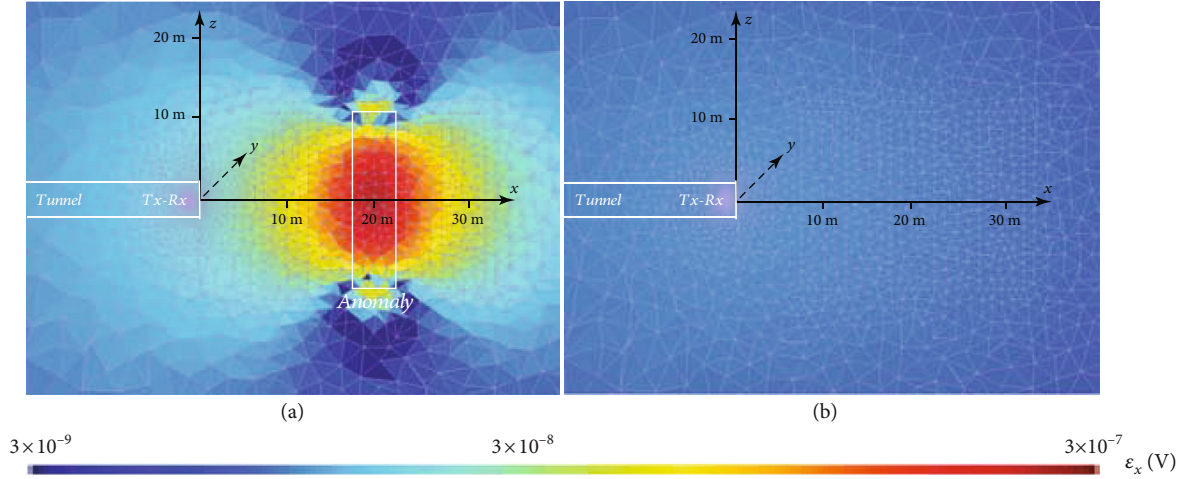 z
20 m
10 m
y
Tunnel
Tx-Rx
x
10 m
20 m
30 m
Anomaly
(a)
z
20 m
10 m
y
Tunnel
Tx-Rx
x
10 m
20 m
30 m
(b)
3×10⁻⁹
3×10⁻⁸
3×10⁻⁷
εₓ (V)